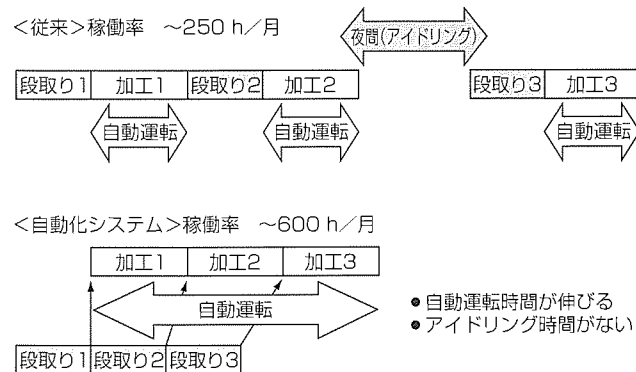 ＜従来＞稼働率　～250 h／月
夜間(アイドリング)
段取り1 加工1 段取り2 加工2 段取り3 加工3
自動運転 自動運転 自動運転
＜自動化システム＞稼働率　～600 h／月
加工1 加工2 加工3
自動運転
●自動運転時間が伸びる
●アイドリング時間がない
段取り1 段取り2 段取り3